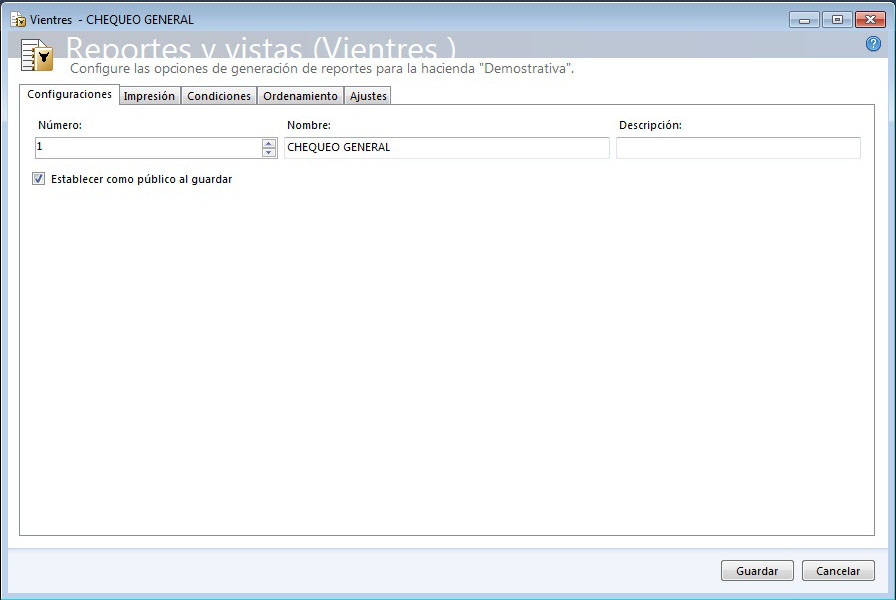 Vientres  - CHEQUEO GENERAL
Reportes y vistas (Vientres )
?
Configure las opciones de generación de reportes para la hacienda "Demostrativa".
Configuraciones Impresión Condiciones Ordenamiento Ajustes
Número: Nombre: Descripción:
1 CHEQUEO GENERAL
Establecer como público al guardar
Guardar Cancelar